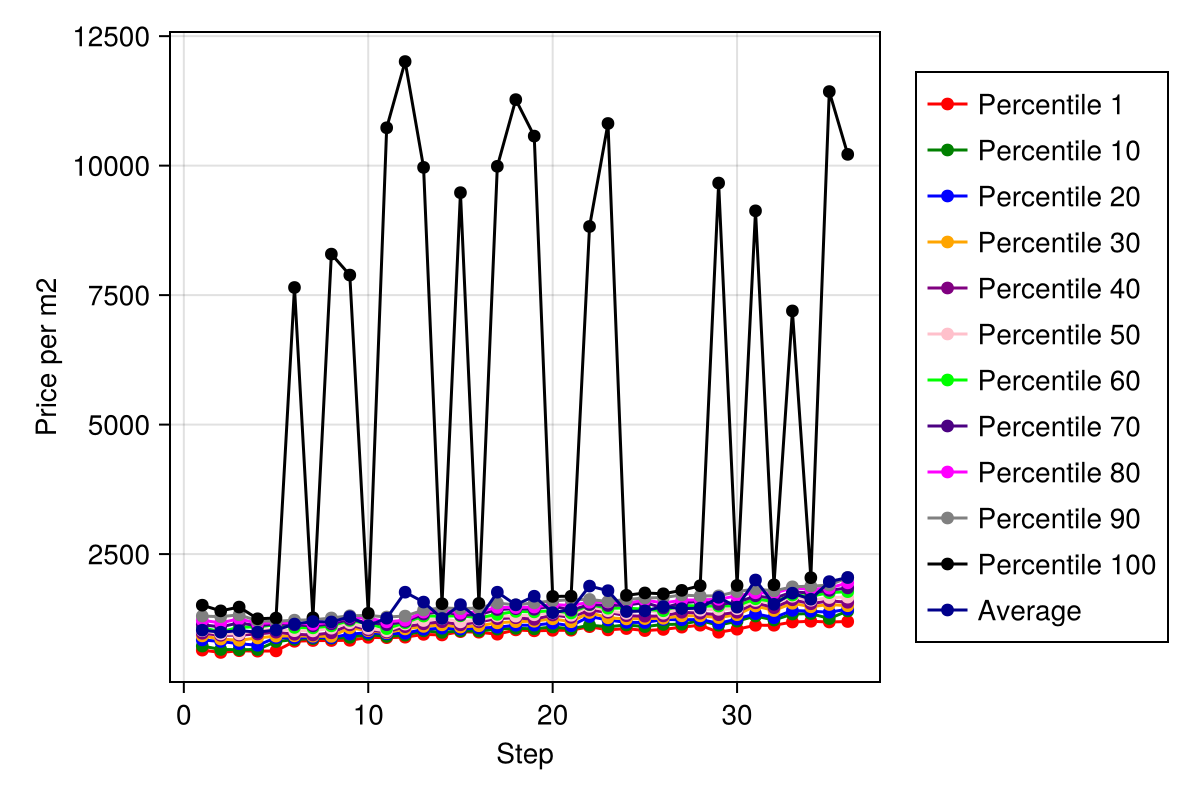 12500
10000
7500
5000
2500
Price per m2
0 10 20 30
Step
Percentile 1
Percentile 10
Percentile 20
Percentile 30
Percentile 40
Percentile 50
Percentile 60
Percentile 70
Percentile 80
Percentile 90
Percentile 100
Average